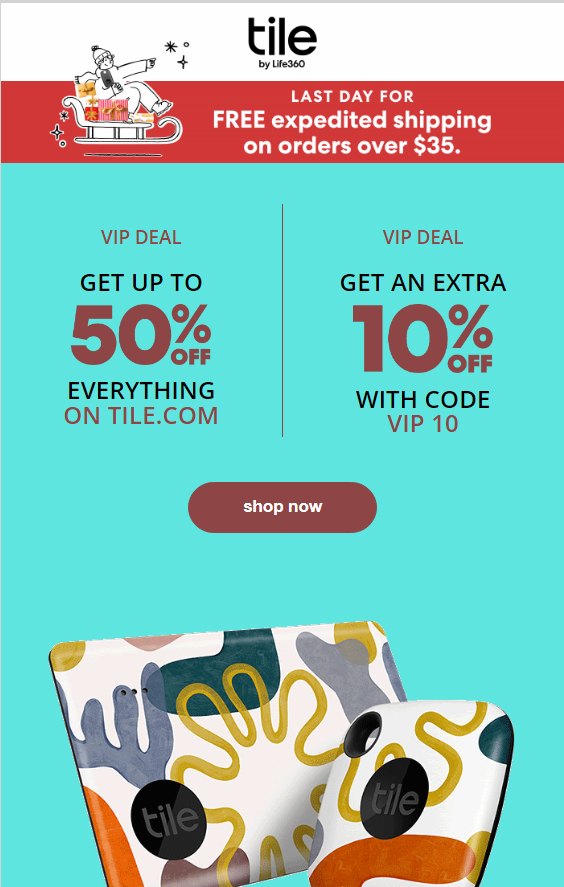 tile
by Life360
LAST DAY FOR
FREE expedited shipping
on orders over $35.
VIP DEAL
GET UP TO
50%
OFF
EVERYTHING
ON TILE.COM
VIP DEAL
GET AN EXTRA
10%
OFF
WITH CODE
VIP 10
shop now
tile
tile